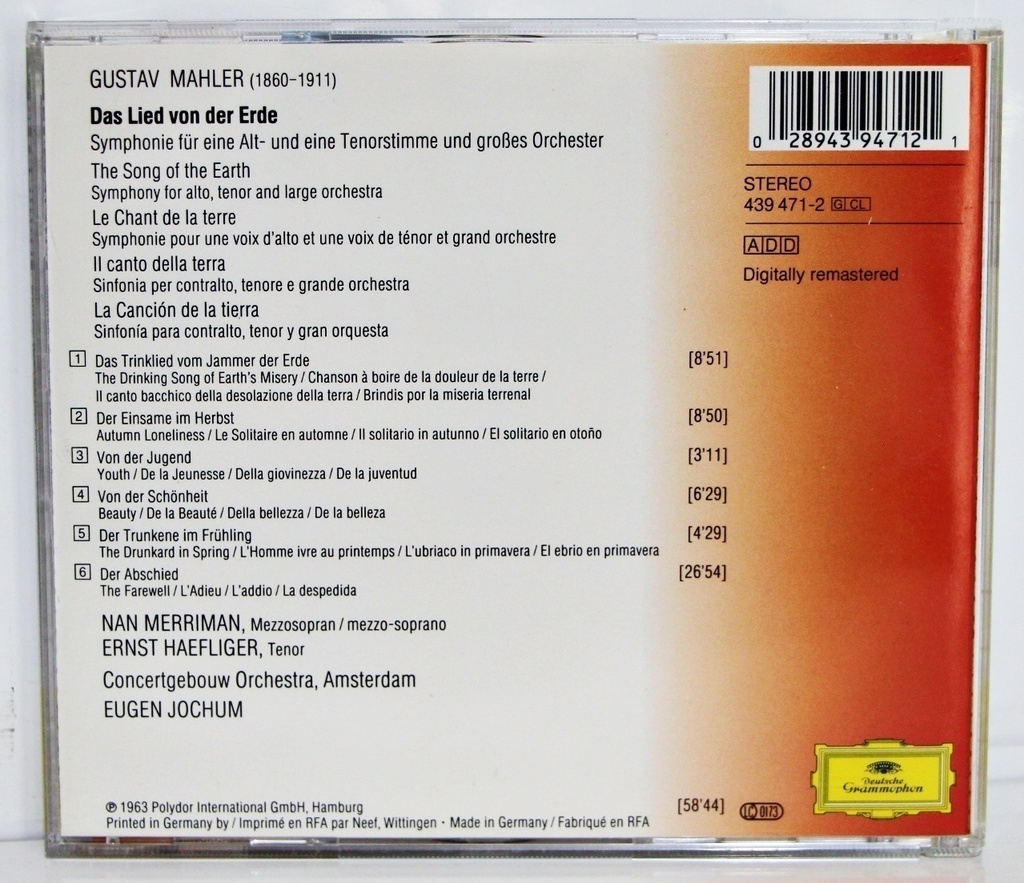 GUSTAV MAHLER (1860-1911)
Das Lied von der Erde
Symphonie für eine Alt- und eine Tenorstimme und großes Orchester
The Song of the Earth
Symphony for alto, tenor and large orchestra
Le Chant de la terre
Symphonie pour une voix d'alto et une voix de ténor et grand orchestre
Il canto della terra
Sinfonia per contralto, tenore e grande orchestra
La Canción de la tierra
Sinfonía para contralto, tenor y gran orquesta
1 Das Trinklied vom Jammer der Erde [8'51]
The Drinking Song of Earth's Misery / Chanson à boire de la douleur de la terre /
Il canto bacchico della desolazione della terra / Brindis por la miseria terrenal
2 Der Einsame im Herbst [8'50]
Autumn Loneliness / Le Solitaire en automne / Il solitario in autunno / El solitario en otoño
3 Von der Jugend [3'11]
Youth / De la Jeunesse / Della giovinezza / De la juventud
4 Von der Schönheit [6'29]
Beauty / De la Beauté / Della bellezza / De la belleza
5 Der Trunkene im Frühling [4'29]
The Drunkard in Spring / L'Homme ivre au printemps / L'ubriaco in primavera / El ebrio en primavera
6 Der Abschied [26'54]
The Farewell / L'Adieu / L'addio / La despedida
NAN MERRIMAN, Mezzosopran / mezzo-soprano
ERNST HAEFLIGER, Tenor
Concertgebouw Orchestra, Amsterdam
EUGEN JOCHUM
℗ 1963 Polydor International GmbH, Hamburg
Printed in Germany by / Imprimé en RFA par Neef, Wittingen · Made in Germany / Fabriqué en RFA
[58'44]
LC 0173
0 28943 94712 1
STEREO
439 471-2 G CL
ADD
Digitally remastered
Deutsche
Grammophon